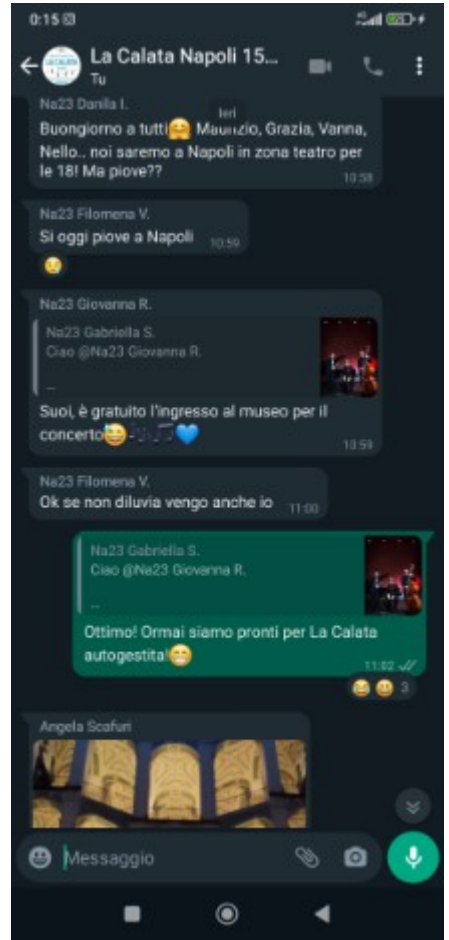 0:15
La Calata Napoli 15...
Tu
Na23 Danila I.
Ieri
Buongiorno a tutti🤗 Maurizio, Grazia, Vanna,
Nello.. noi saremo a Napoli in zona teatro per
le 18! Ma piove??
10:58
Na23 Filomena V.
Si oggi piove a Napoli
10:59
😢
Na23 Giovanna R.
Na23 Gabriella S.
Ciao @Na23 Giovanna R.
...
Suoi, è gratuito l'ingresso al museo per il
concerto😅🎶🎵💙
10:59
Na23 Filomena V.
Ok se non diluvia vengo anche io
11:00
Na23 Gabriella S.
Ciao @Na23 Giovanna R.
...
Ottimo! Ormai siamo pronti per La Calata
autogestita!😁
11:02
😂😃 3
Angela Scafuri
Messaggio